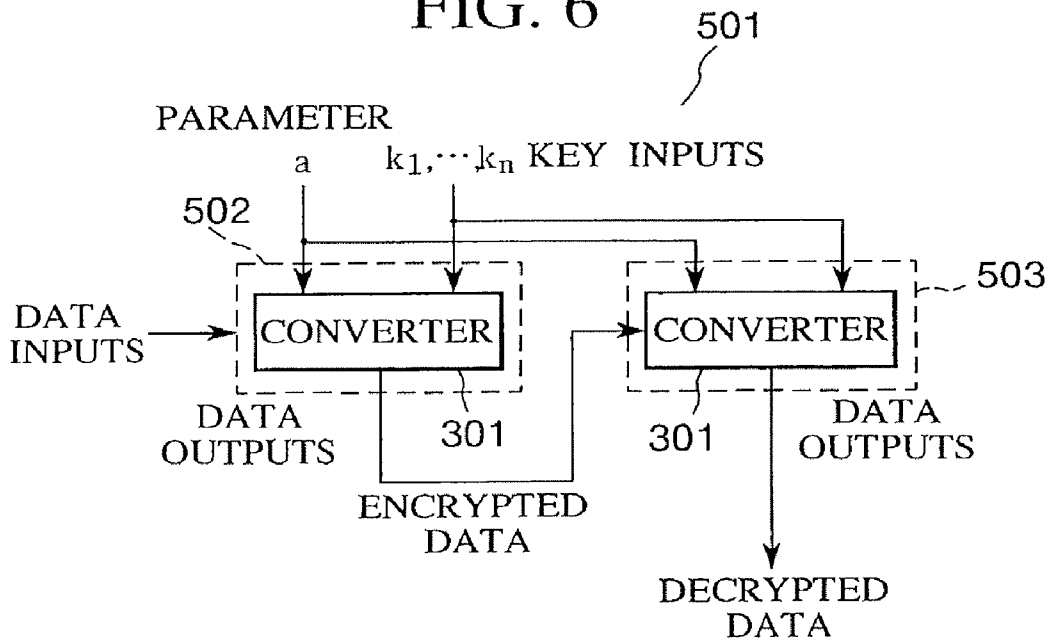 FIG. 6
501
PARAMETER
a
k1,···,kn KEY INPUTS
502
503
DATA
INPUTS
CONVERTER
CONVERTER
DATA
OUTPUTS
301
301
DATA
OUTPUTS
ENCRYPTED
DATA
DECRYPTED
DATA